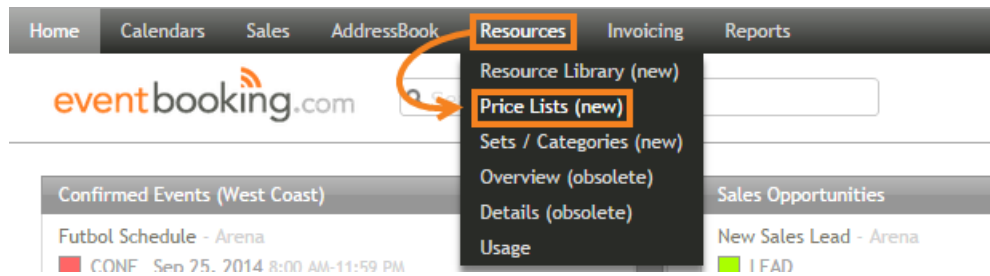 Home Calendars Sales AddressBook Resources Invoicing Reports
Resource Library (new)
eventbooking.com
Price Lists (new)
Sets / Categories (new)
Overview (obsolete)
Details (obsolete)
Usage
Confirmed Events (West Coast)
Futbol Schedule - Arena
CONF Sep 25, 2014 8:00 AM-11:59 PM
Sales Opportunities
New Sales Lead - Arena
LEAD